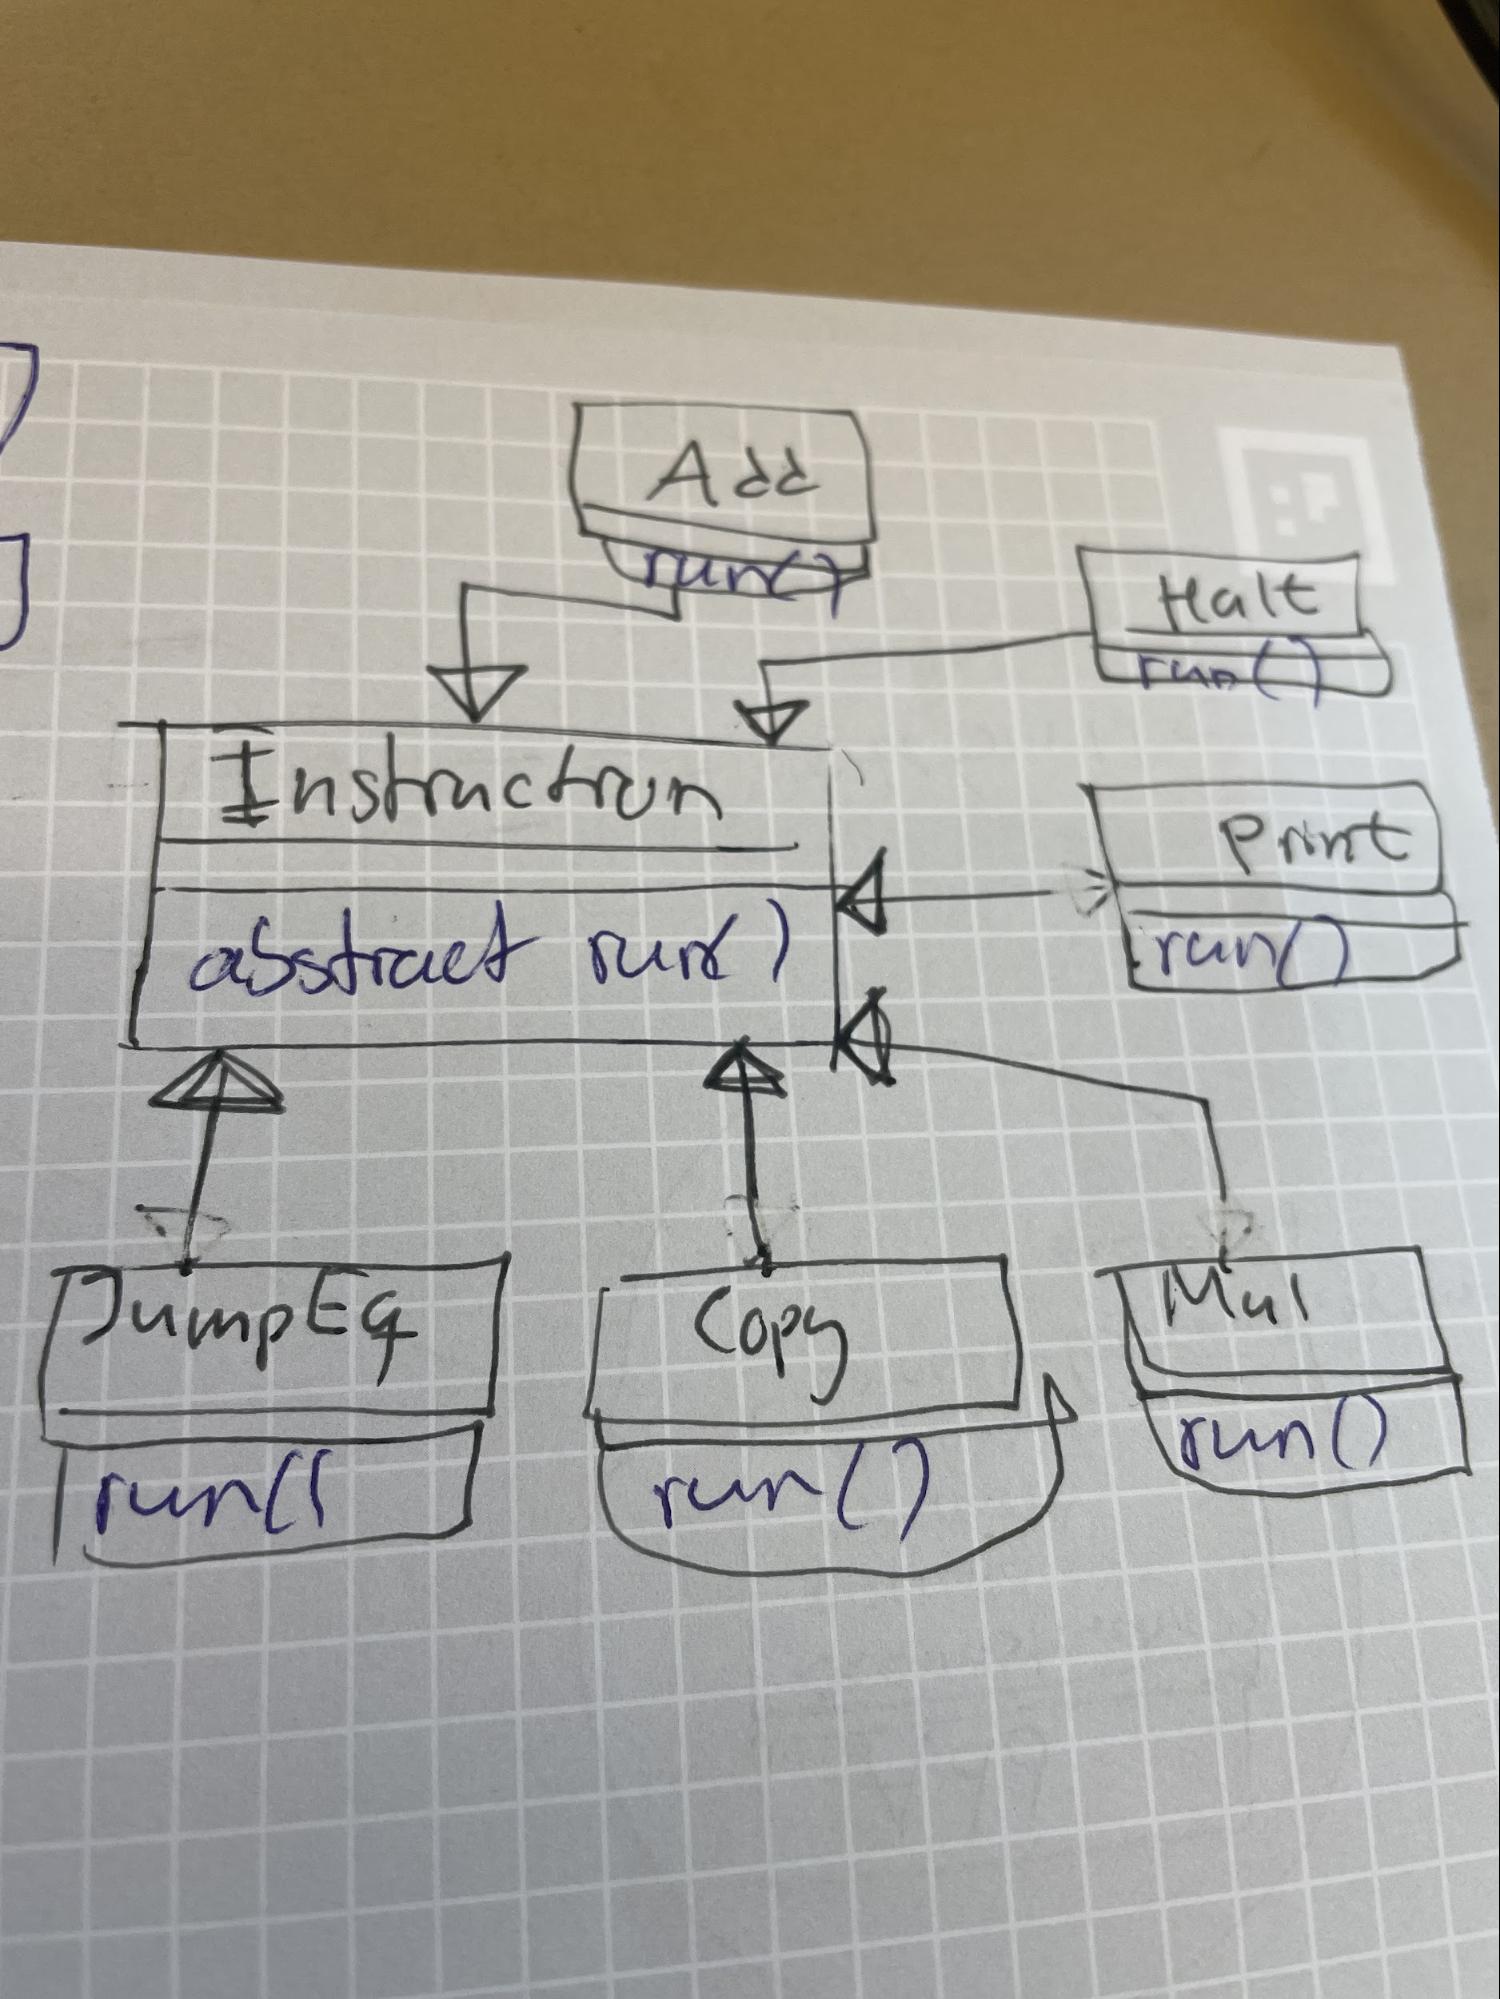 Add
run()
Halt
run()
Instruction
abstract run()
Print
run()
JumpEq
run()
Copy
run()
Mul
run()